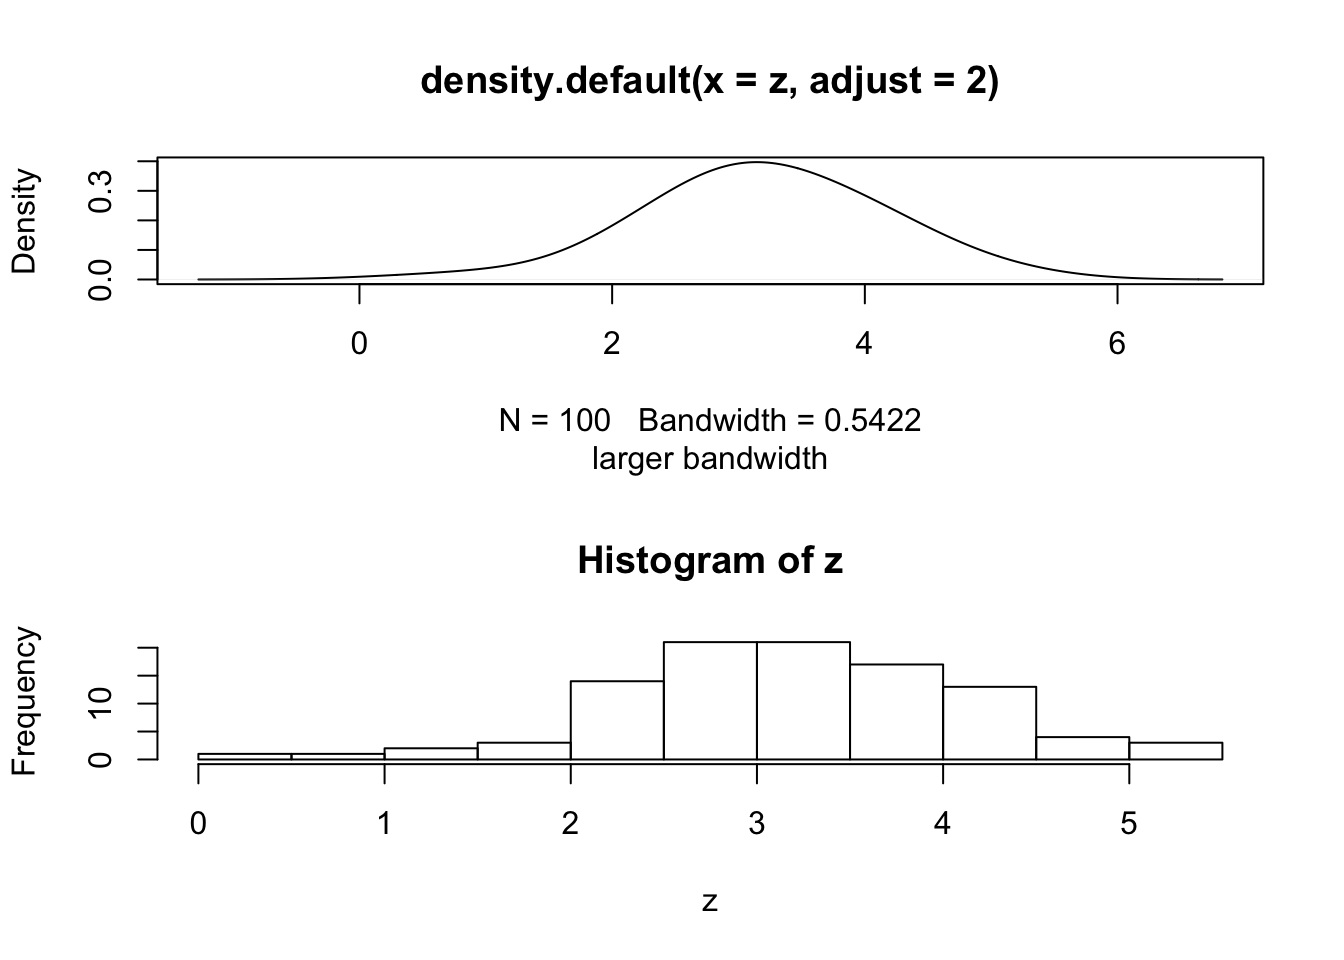 density.default(x = z, adjust = 2)
Density
0.3
0.0
0 2 4 6
N = 100 Bandwidth = 0.5422
larger bandwidth
Histogram of z
Frequency
10
0
0 1 2 3 4 5
z